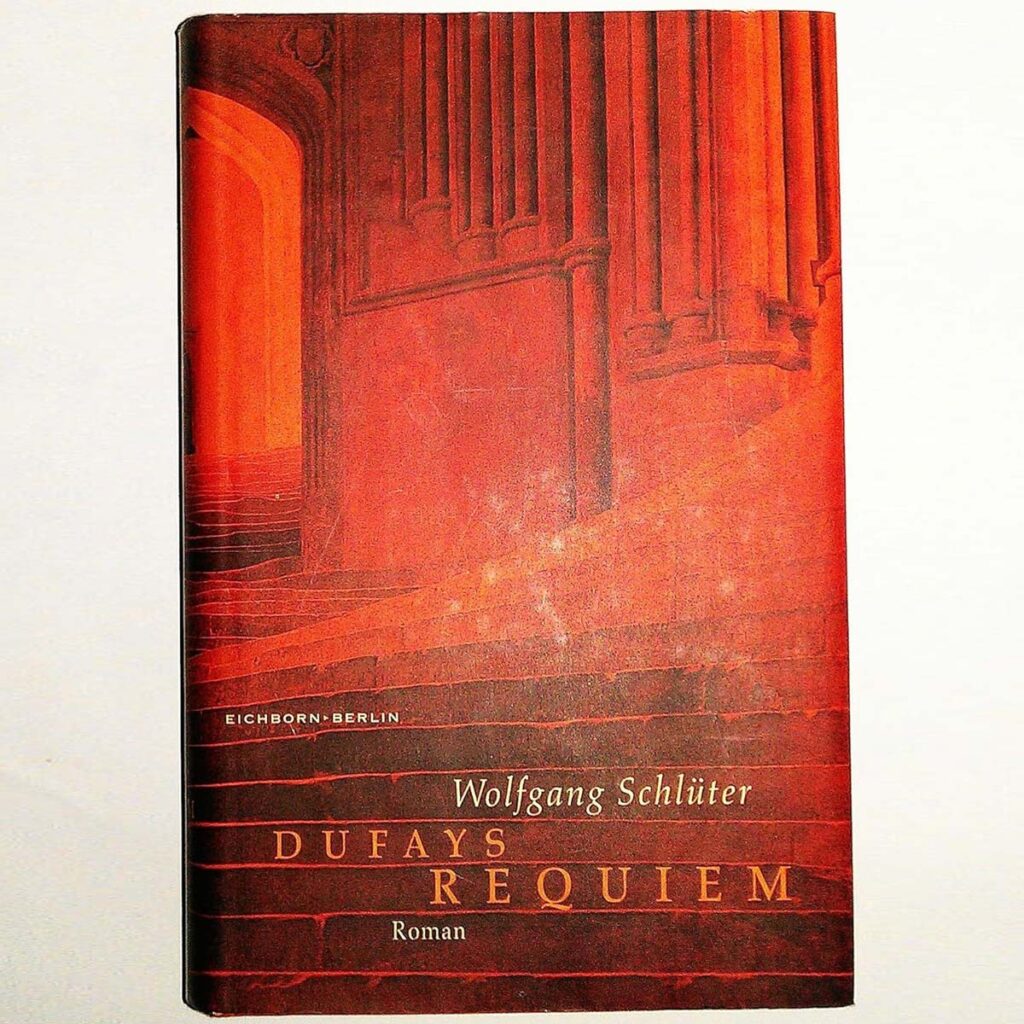 EICHBORN▸BERLIN
Wolfgang Schlüter
DUFAYS
REQUIEM
Roman